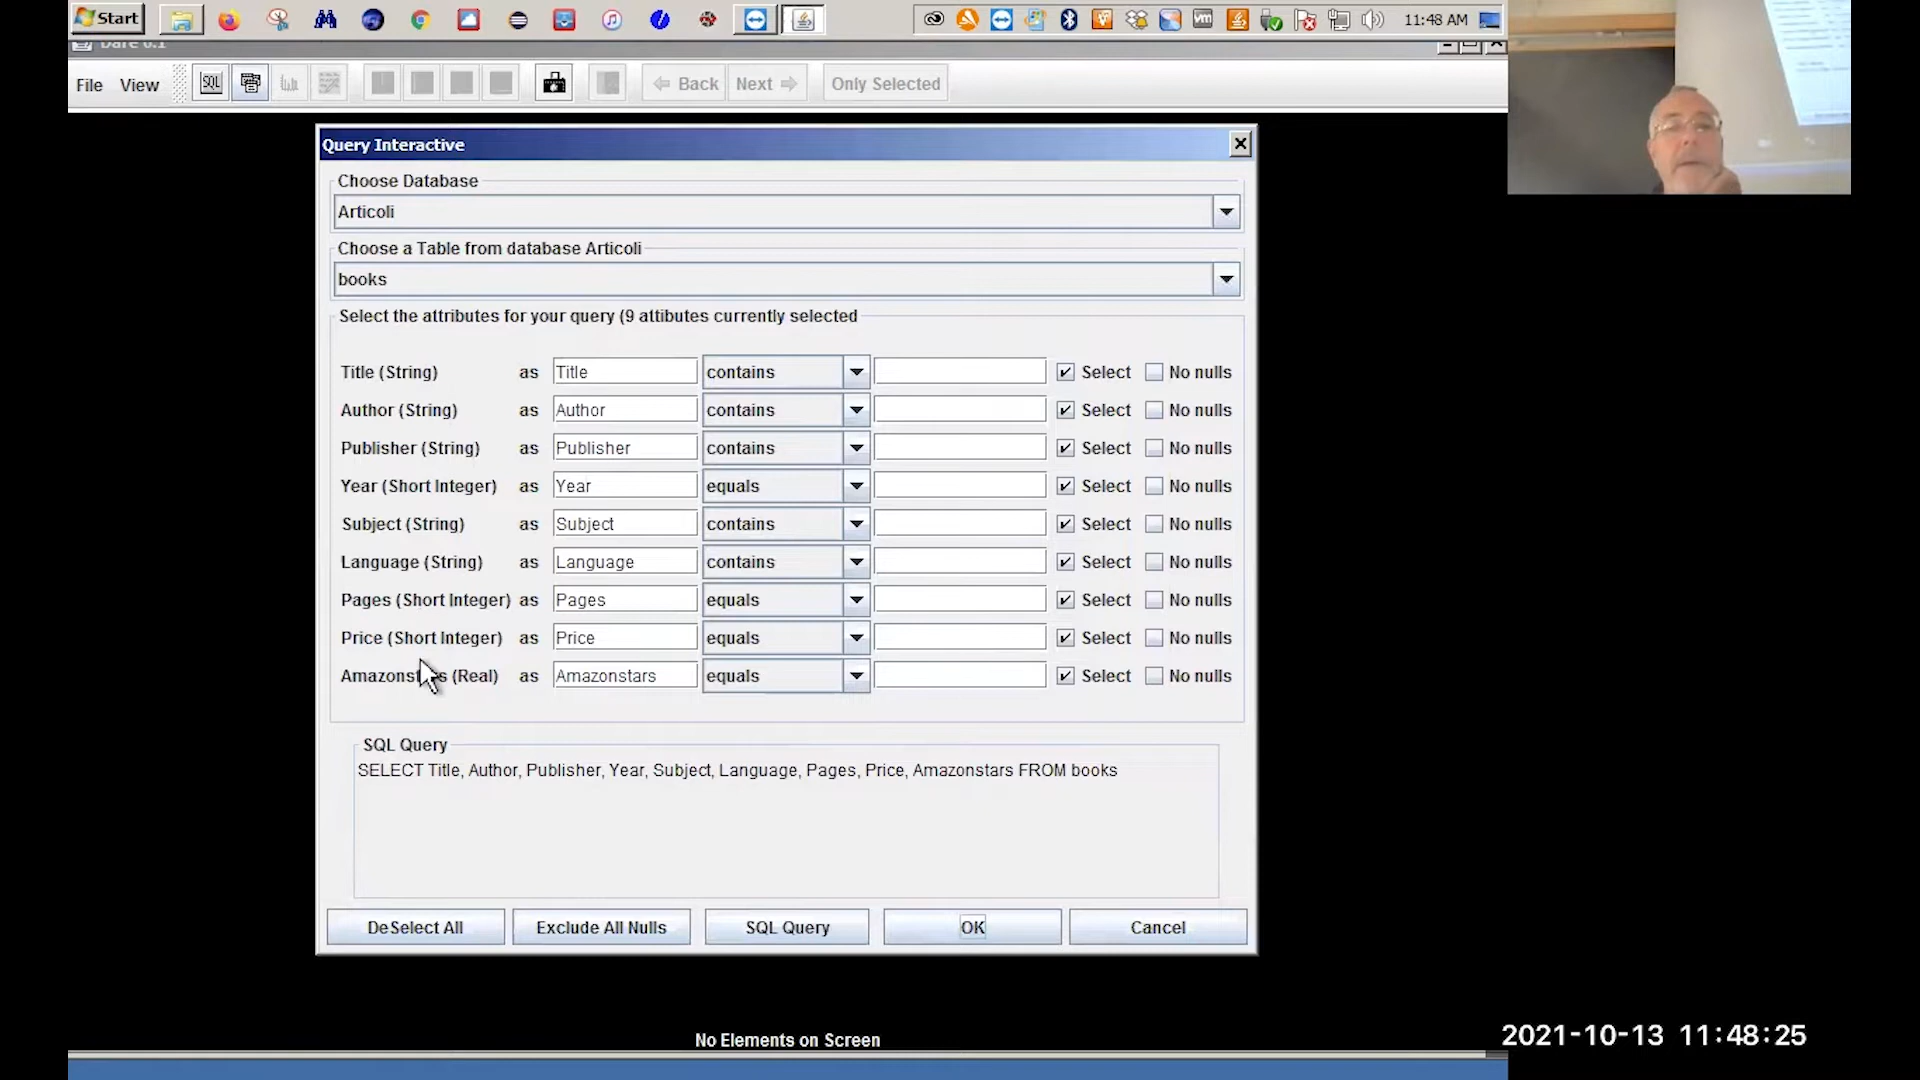 Start
11:48 AM
Dare 0.1
File View SQL Back Next Only Selected
Query Interactive
Choose Database
Articoli
Choose a Table from database Articoli
books
Select the attributes for your query (9 attibutes currently selected
Title (String) as Title contains Select No nulls
Author (String) as Author contains Select No nulls
Publisher (String) as Publisher contains Select No nulls
Year (Short Integer) as Year equals Select No nulls
Subject (String) as Subject contains Select No nulls
Language (String) as Language contains Select No nulls
Pages (Short Integer) as Pages equals Select No nulls
Price (Short Integer) as Price equals Select No nulls
Amazonstars (Real) as Amazonstars equals Select No nulls
SQL Query
SELECT Title, Author, Publisher, Year, Subject, Language, Pages, Price, Amazonstars FROM books
DeSelect All Exclude All Nulls SQL Query OK Cancel
No Elements on Screen
2021-10-13 11:48:25